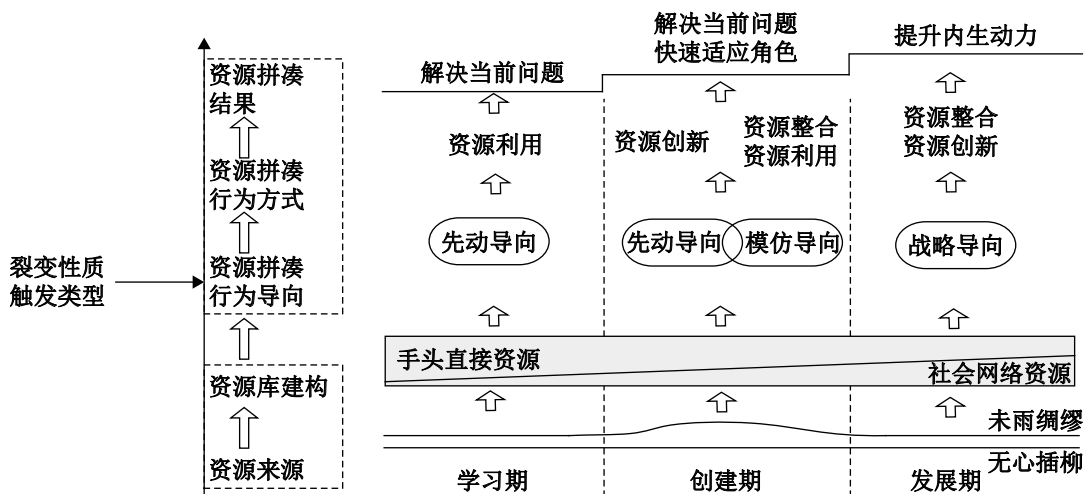 裂变性质
触发类型
资源拼凑
结果
资源拼凑
行为方式
资源拼凑
行为导向
资源库建构
资源来源
解决当前问题
解决当前问题
快速适应角色
提升内生动力
资源利用
资源创新
资源整合
资源利用
资源整合
资源创新
先动导向
先动导向
模仿导向
战略导向
手头直接资源
社会网络资源
未雨绸缪
无心插柳
学习期
创建期
发展期